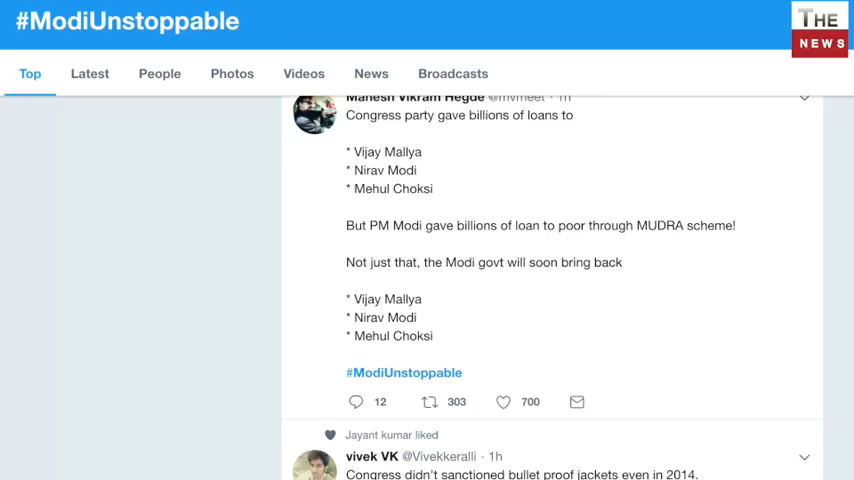 #ModiUnstoppable
THE
NEWS
Top Latest People Photos Videos News Broadcasts
Mahesh Vikram Hegde @mvmeet · 1h
Congress party gave billions of loans to
* Vijay Mallya
* Nirav Modi
* Mehul Choksi
But PM Modi gave billions of loan to poor through MUDRA scheme!
Not just that, the Modi govt will soon bring back
* Vijay Mallya
* Nirav Modi
* Mehul Choksi
#ModiUnstoppable
12 303 700
Jayant kumar liked
vivek VK @Vivekkeralli · 1h
Congress didn't sanctioned bullet proof jackets even in 2014.